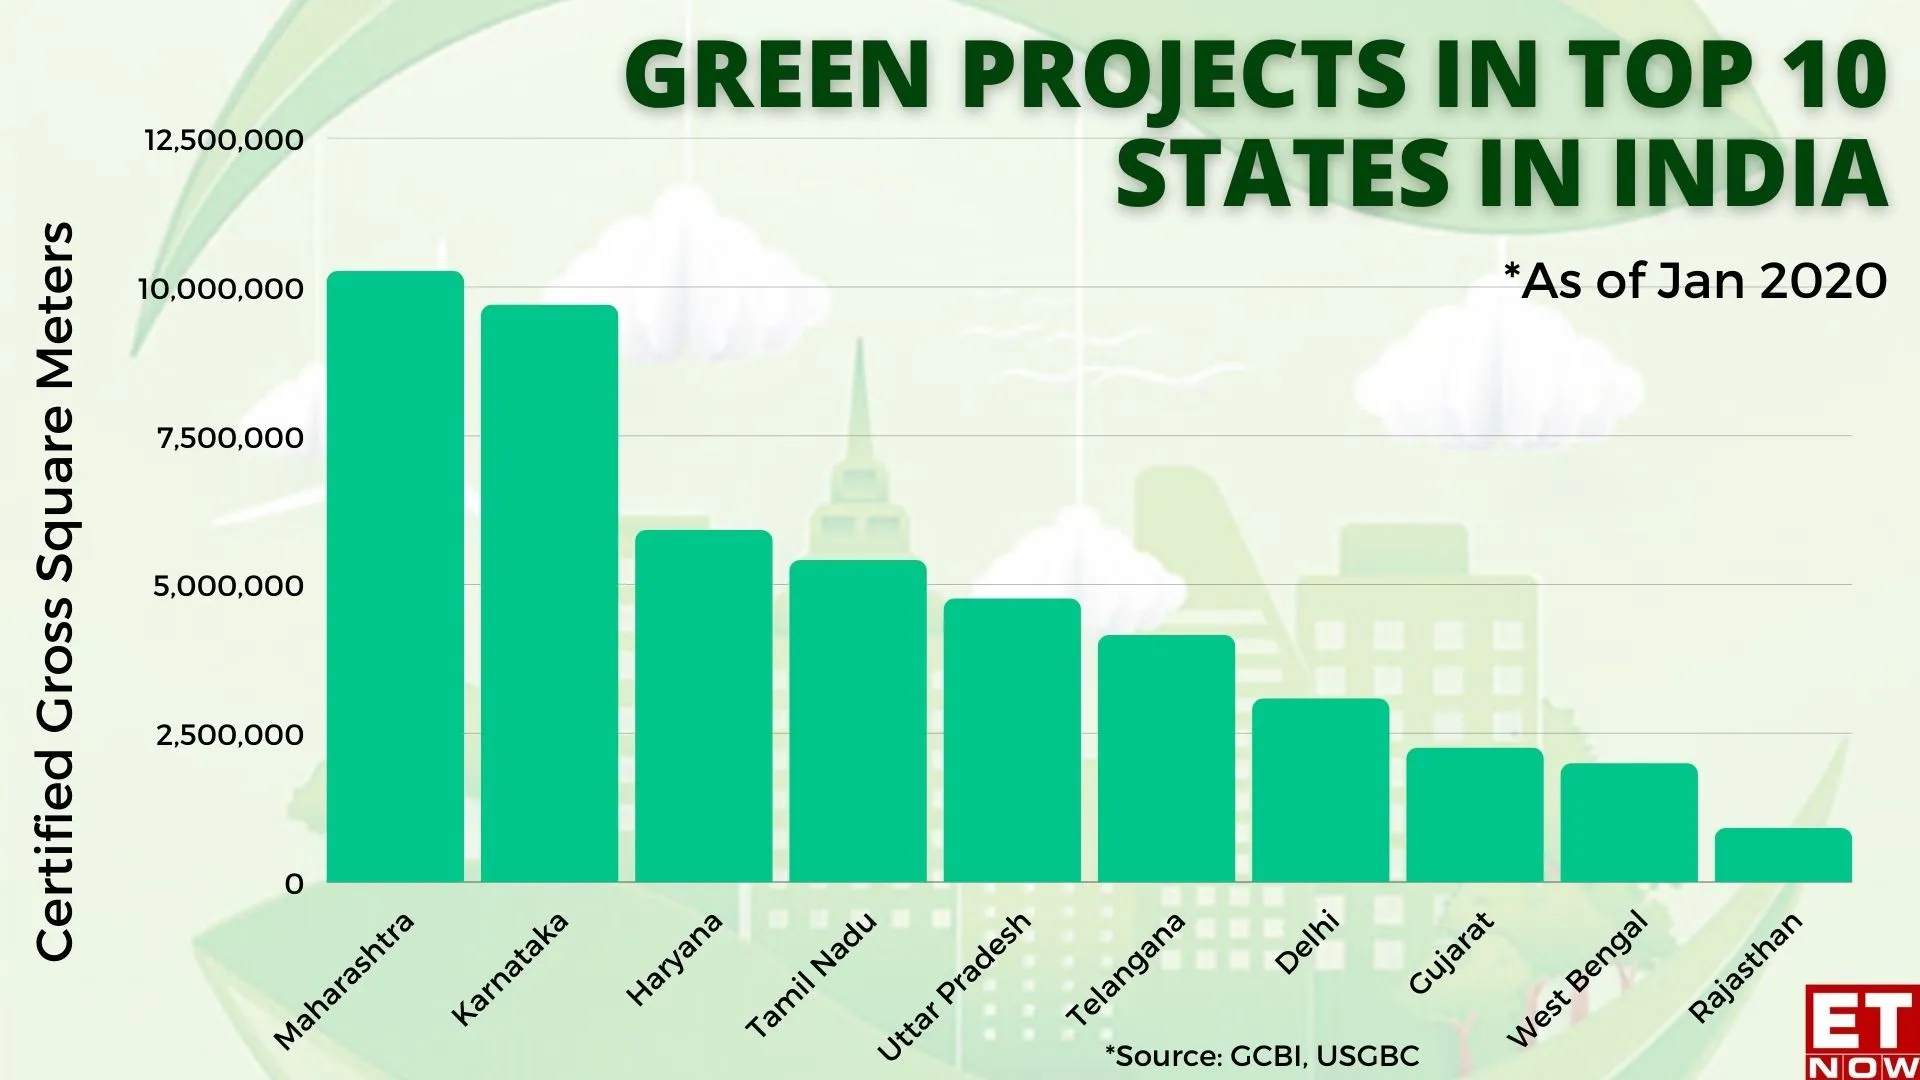 GREEN PROJECTS IN TOP 10
STATES IN INDIA
*As of Jan 2020
Certified Gross Square Meters
12,500,000
10,000,000
7,500,000
5,000,000
2,500,000
0
Maharashtra
Karnataka
Haryana
Tamil Nadu
Uttar Pradesh
Telangana
Delhi
Gujarat
West Bengal
Rajasthan
*Source: GCBI, USGBC
ET
NOW